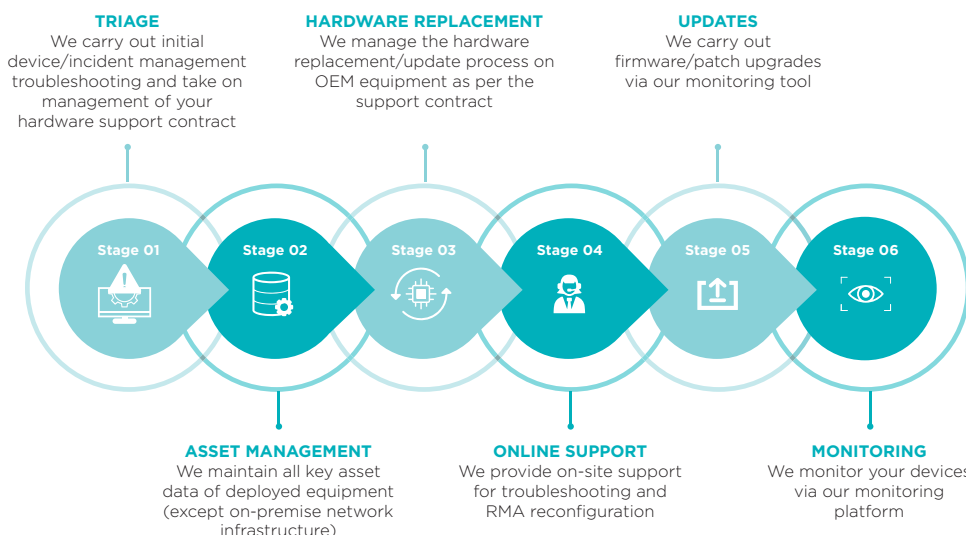 TRIAGE
We carry out initial
device/incident management
troubleshooting and take on
management of your
hardware support contract
HARDWARE REPLACEMENT
We manage the hardware
replacement/update process on
OEM equipment as per the
support contract
UPDATES
We carry out
firmware/patch upgrades
via our monitoring tool
Stage 01
Stage 02
Stage 03
Stage 04
Stage 05
Stage 06
ASSET MANAGEMENT
We maintain all key asset
data of deployed equipment
(except on-premise network
infrastructure)
ONLINE SUPPORT
We provide on-site support
for troubleshooting and
RMA reconfiguration
MONITORING
We monitor your devices
via our monitoring
platform